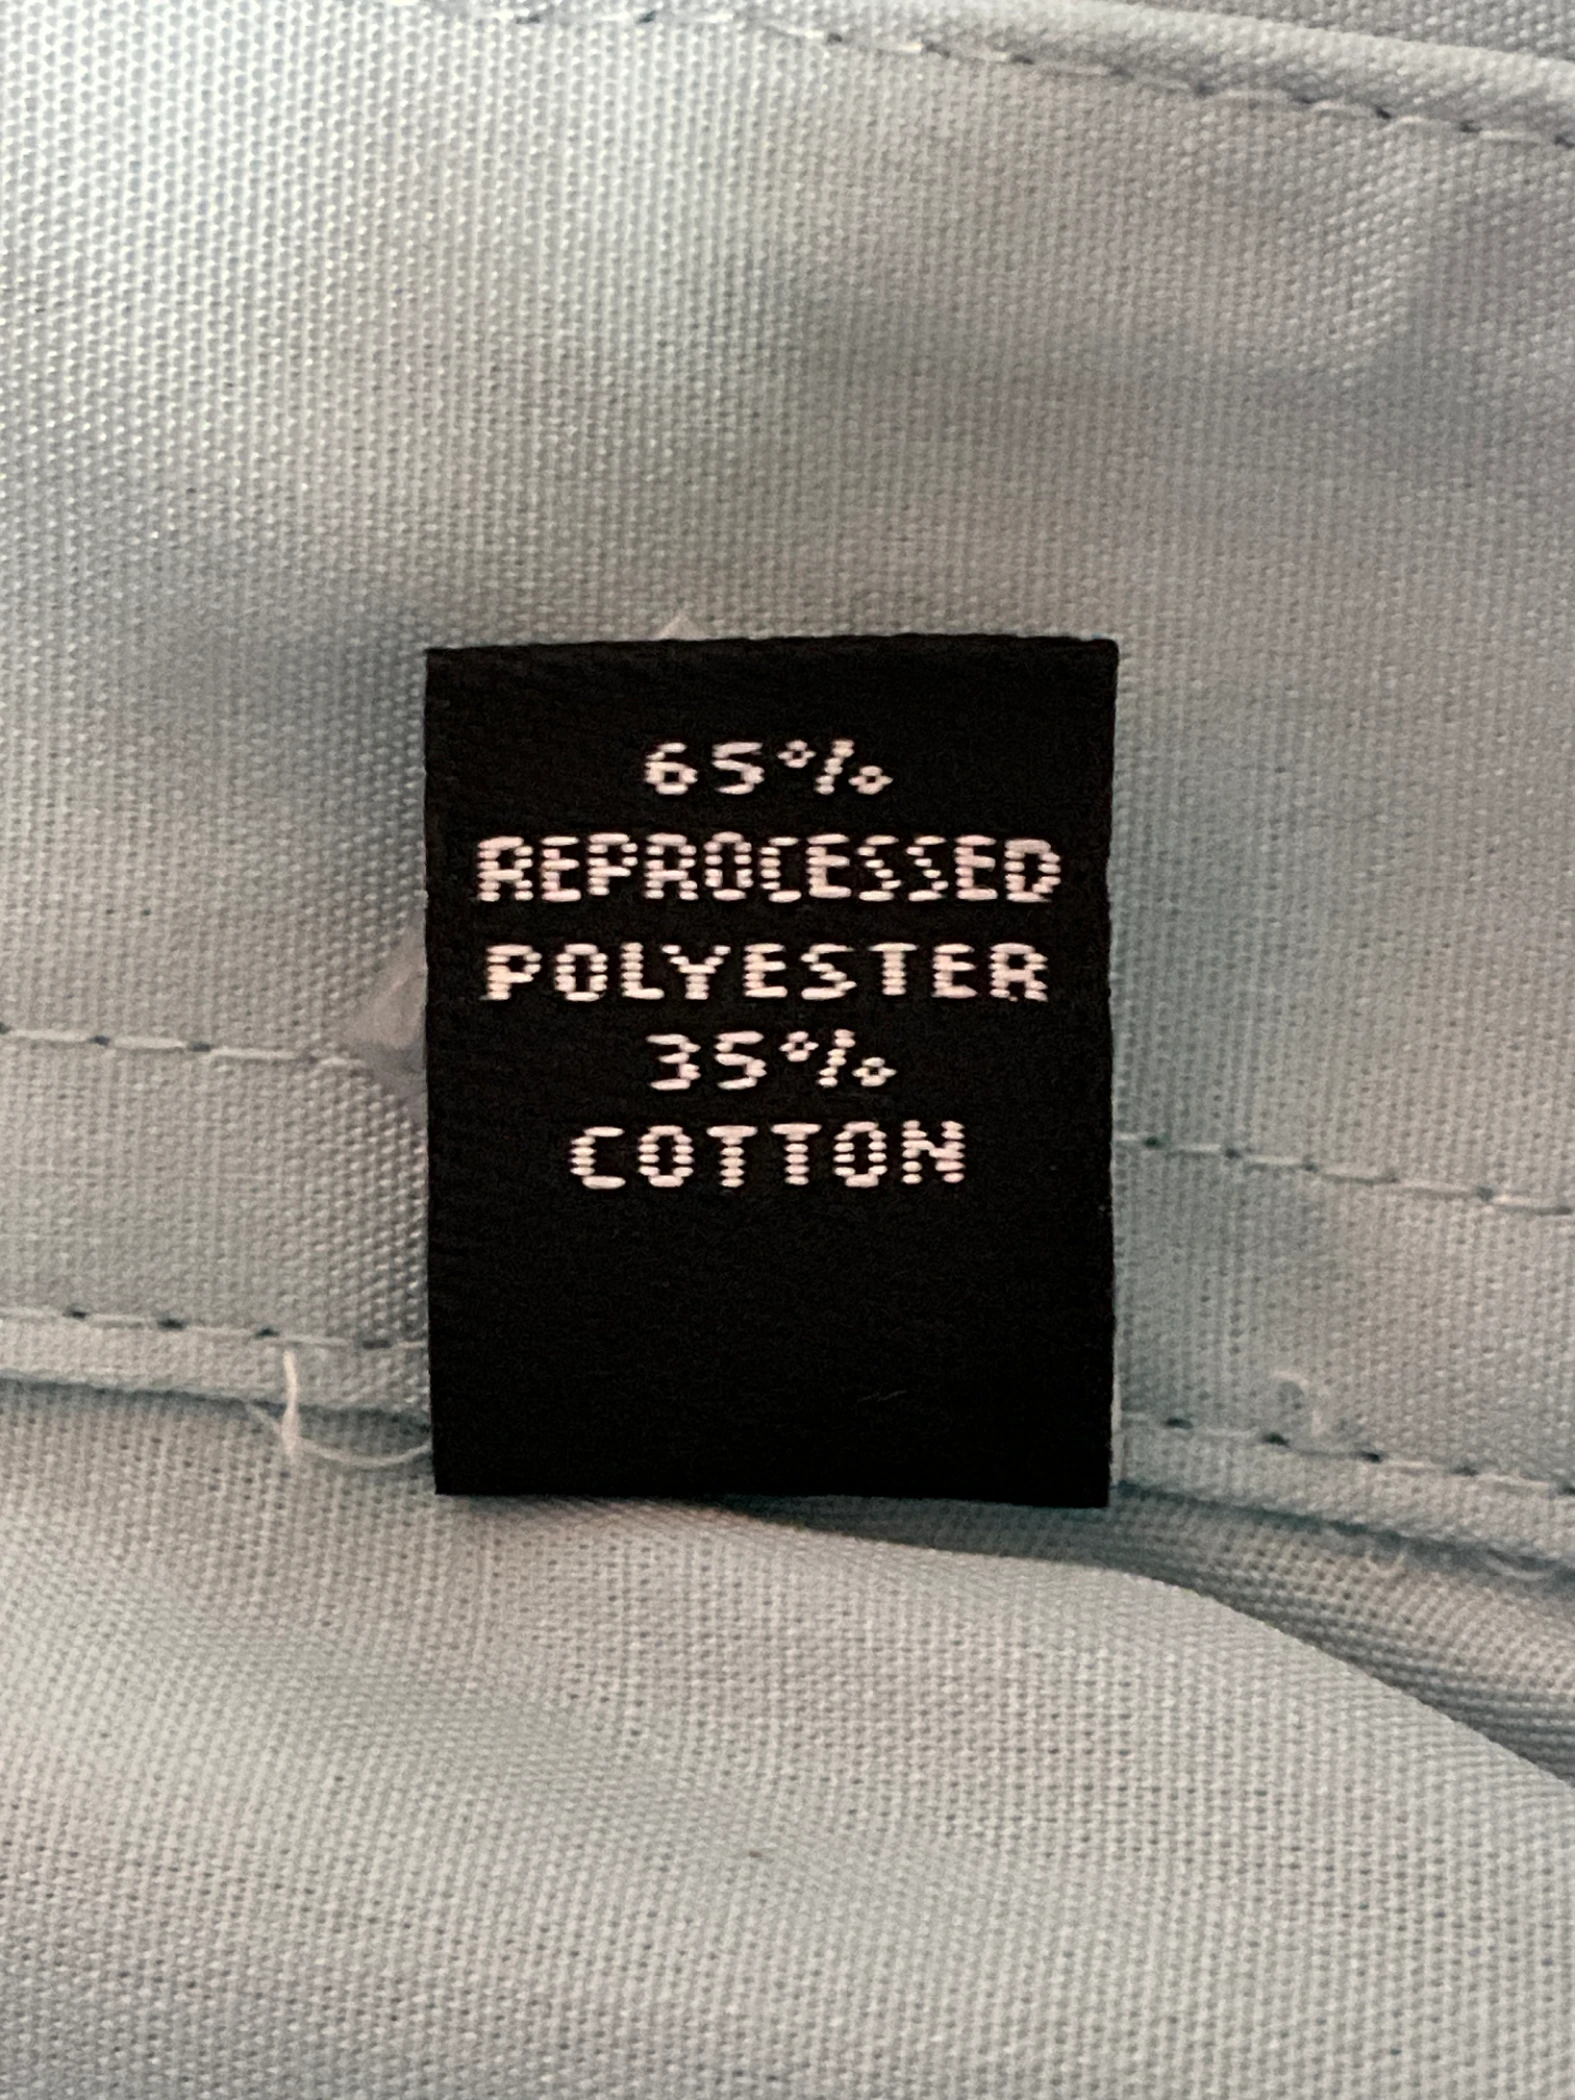 65%
REPROCESSED
POLYESTER
35%
COTTON